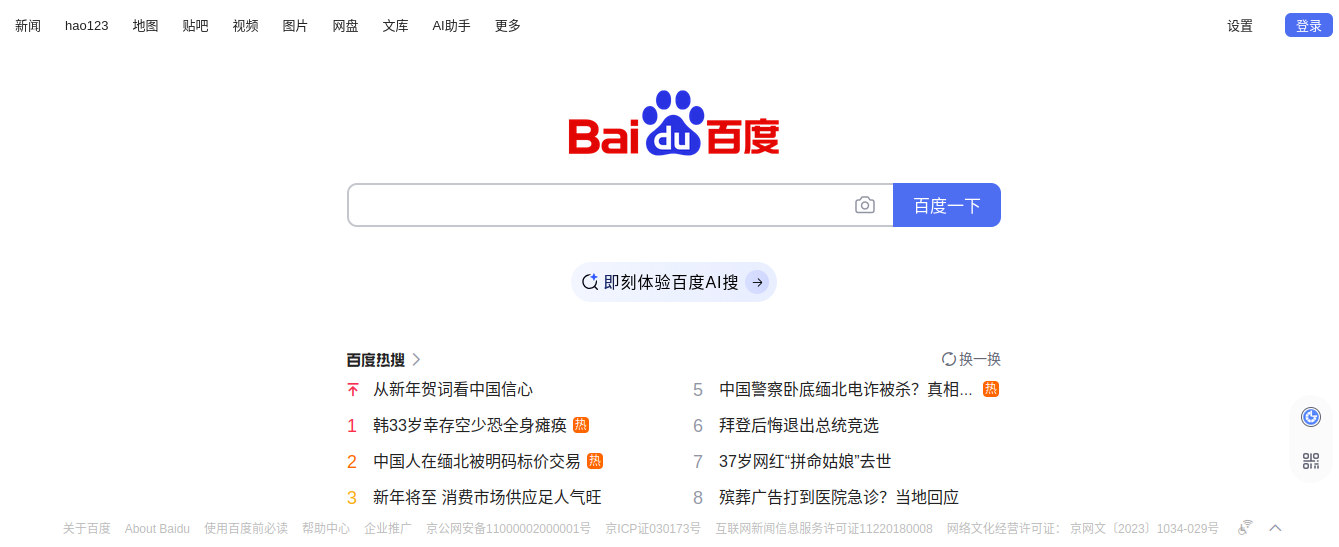 新闻 hao123 地图 贴吧 视频 图片 网盘 文库 AI助手 更多 设置 登录
Baidu百度
百度一下
即刻体验百度AI搜
百度热搜 换一换
从新年贺词看中国信心
1 韩33岁幸存空少恐全身瘫痪 热
2 中国人在缅北被明码标价交易 热
3 新年将至 消费市场供应足人气旺
5 中国警察卧底缅北电诈被杀？真相... 热
6 拜登后悔退出总统竞选
7 37岁网红“拼命姑娘”去世
8 殡葬广告打到医院急诊？当地回应
关于百度 About Baidu 使用百度前必读 帮助中心 企业推广 京公网安备11000002000001号 京ICP证030173号 互联网新闻信息服务许可证11220180008 网络文化经营许可证： 京网文〔2023〕1034-029号